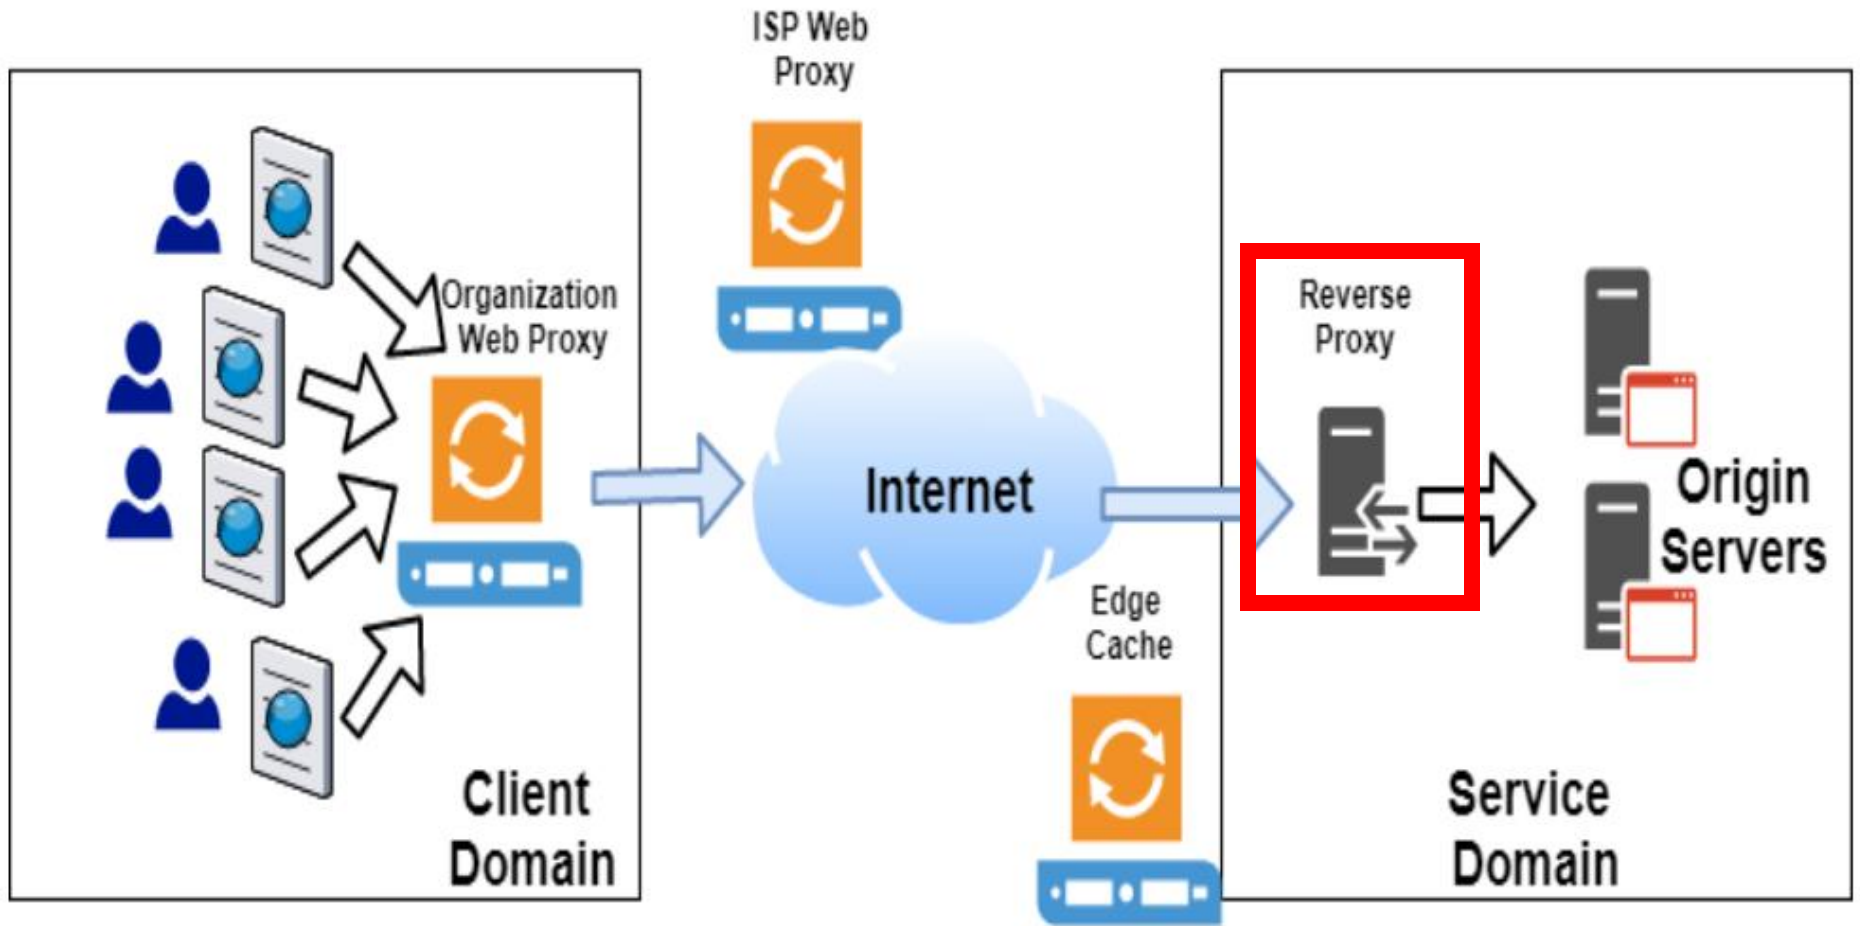 ISP Web
Proxy
Organization
Web Proxy
Internet
Edge
Cache
Reverse
Proxy
Origin
Servers
Client
Domain
Service
Domain